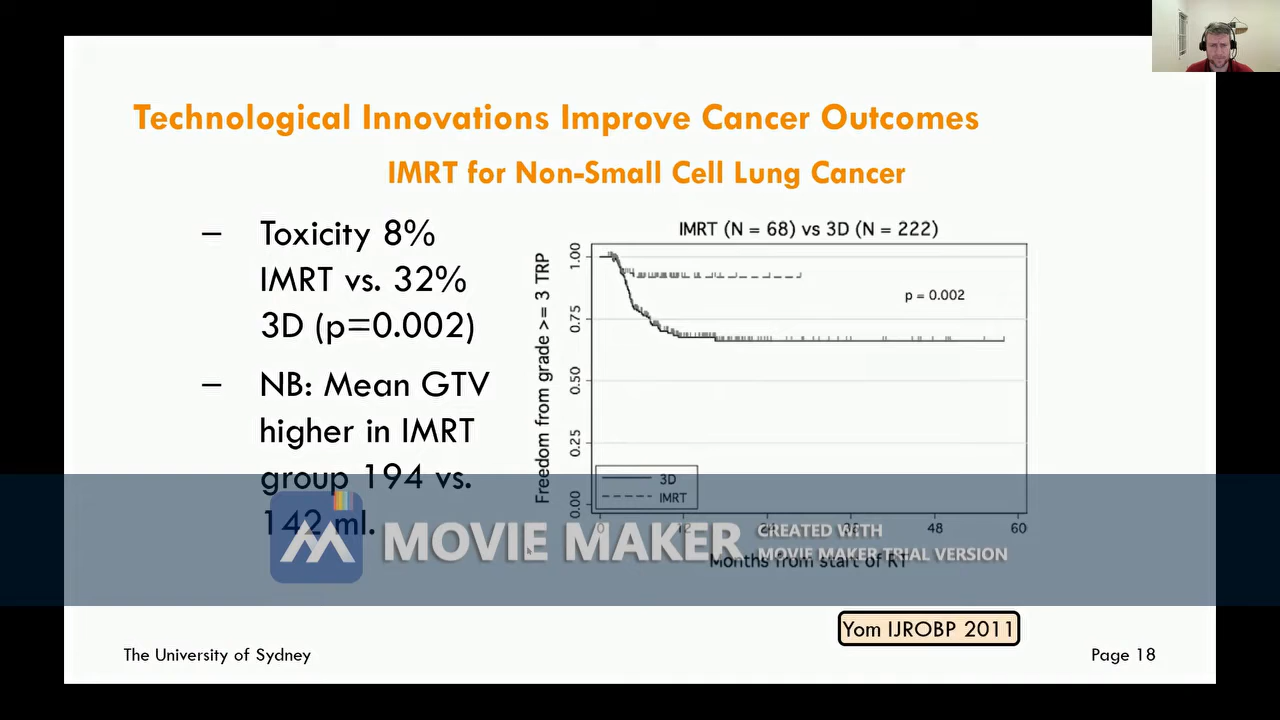 Technological Innovations Improve Cancer Outcomes
IMRT for Non-Small Cell Lung Cancer
– Toxicity 8%
IMRT vs. 32%
3D (p=0.002)
– NB: Mean GTV
higher in IMRT
group 194 vs.
142 ml.
IMRT (N = 68) vs 3D (N = 222)
Freedom from grade >= 3 TRP
1.00
0.75
0.50
0.25
0.00
p = 0.002
3D
IMRT
0 12 24 36 48 60
Months from start of RT
MOVIE MAKER
CREATED WITH
MOVIE MAKER TRIAL VERSION
Yom IJROBP 2011
The University of Sydney
Page 18